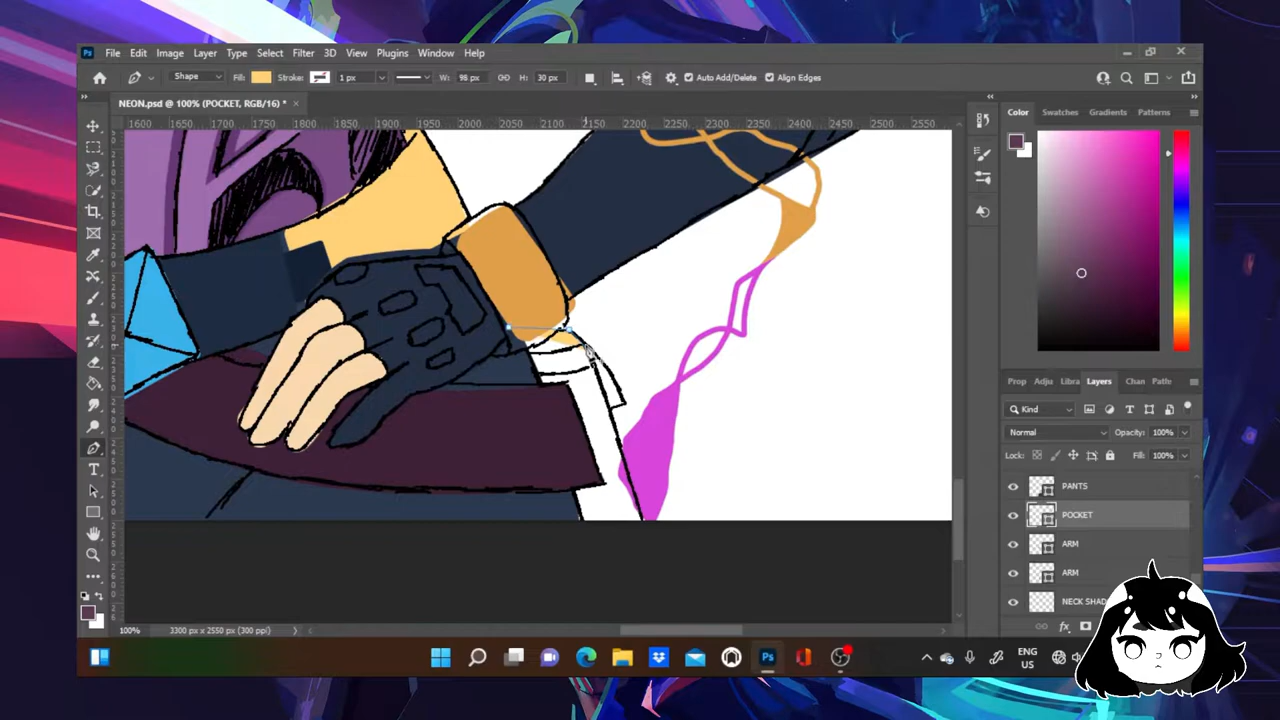 Ps File Edit Image Layer Type Select Filter 3D View Plugins Window Help
Shape Fill: Stroke: 1 px W: 98 px H: 30 px Auto Add/Delete Align Edges
NEON.psd @ 100% (POCKET, RGB/16) *
1600 1650 1700 1750 1800 1850 1900 1950 2000 2050 2100 2150 2200 2250 2300 2350 2400 2450 2500 2550
Color Swatches Gradients Patterns
Prop Adju Libra Layers Chan Pathe
Kind
Normal Opacity: 100%
Lock: Fill: 100%
PANTS
POCKET
ARM
ARM
NECK SHAD
fx
100% 3300 px x 2550 px (300 ppi)
Ps ENG
US